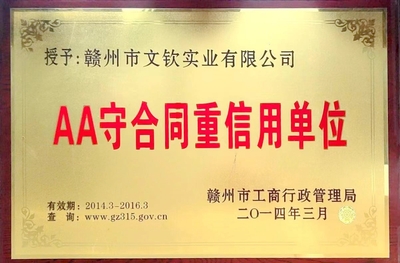 授予:赣州市文钦实业有限公司
AA守合同重信用单位
有效期:2014.3-2016.3
查 询:www.gz315.gov.cn
赣州市工商行政管理局
二〇一四年三月